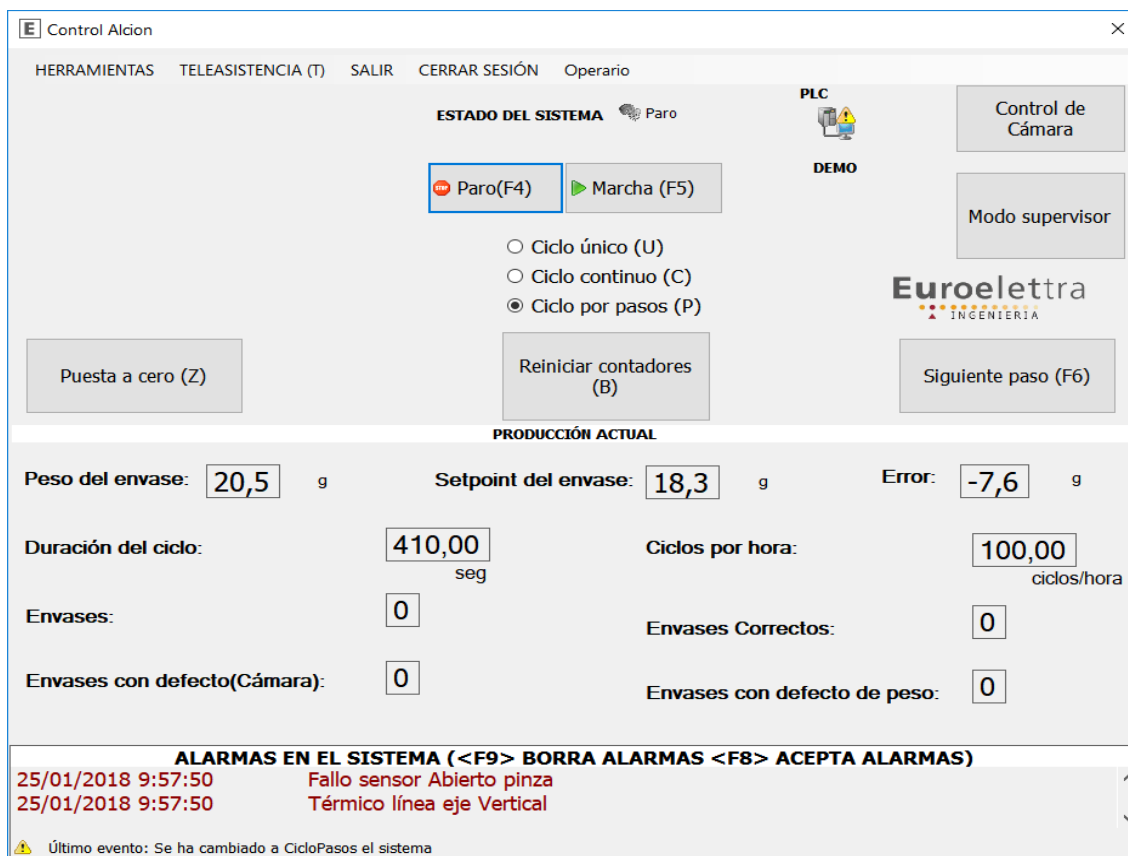 Control Alcion
HERRAMIENTAS TELEASISTENCIA (T) SALIR CERRAR SESIÓN Operario
ESTADO DEL SISTEMA Paro
PLC
DEMO
Control de
Cámara
STOP Paro(F4)
Marcha (F5)
Modo supervisor
Ciclo único (U)
Ciclo continuo (C)
Ciclo por pasos (P)
Euroelettra
INGENIERIA
Puesta a cero (Z)
Reiniciar contadores
(B)
Siguiente paso (F6)
PRODUCCIÓN ACTUAL
Peso del envase: 20,5 g
Setpoint del envase: 18,3 g
Error: -7,6 g
Duración del ciclo: 410,00
seg
Ciclos por hora: 100,00
ciclos/hora
Envases: 0
Envases Correctos: 0
Envases con defecto(Cámara): 0
Envases con defecto de peso: 0
ALARMAS EN EL SISTEMA (<F9> BORRA ALARMAS <F8> ACEPTA ALARMAS)
25/01/2018 9:57:50 Fallo sensor Abierto pinza
25/01/2018 9:57:50 Térmico línea eje Vertical
Último evento: Se ha cambiado a CicloPasos el sistema